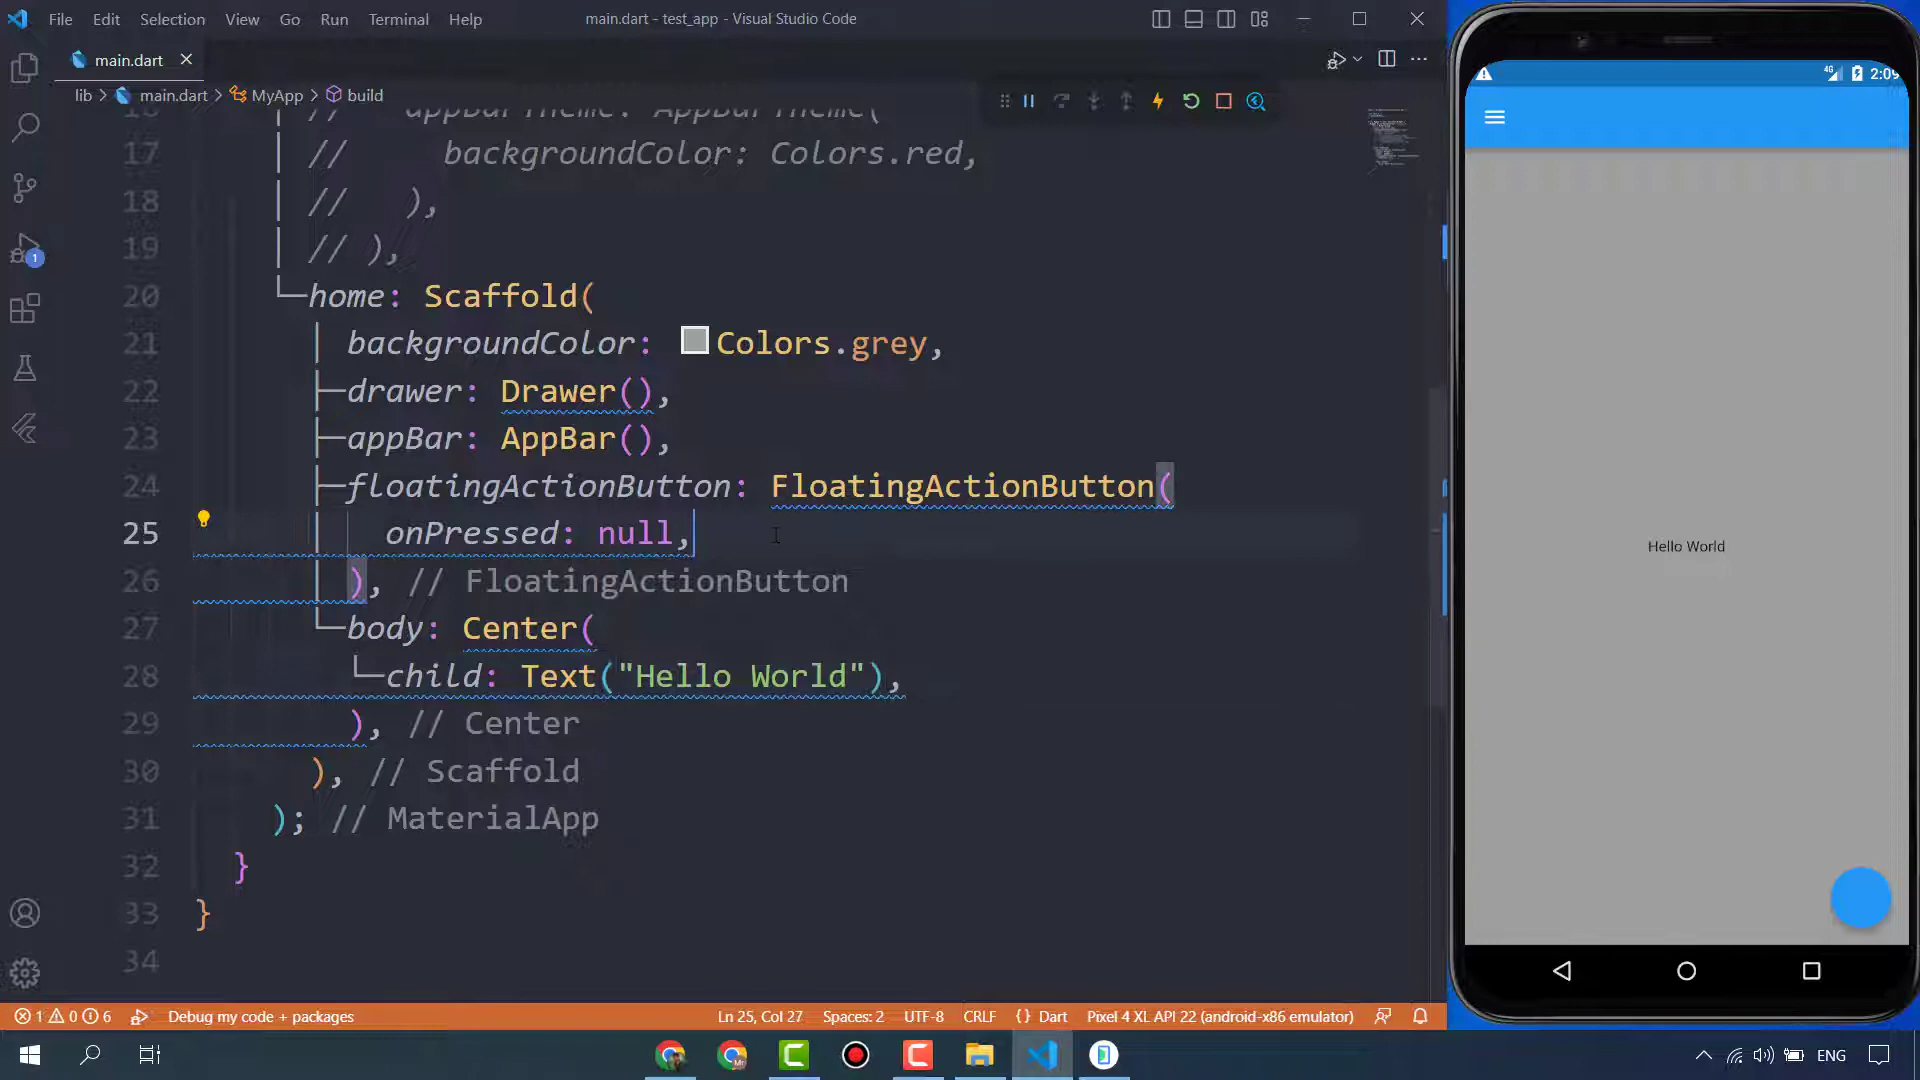 File Edit Selection View Go Run Terminal Help
main.dart - test_app - Visual Studio Code
main.dart
lib > main.dart > MyApp > build
16 // appBarTheme: AppBarTheme(
17 // backgroundColor: Colors.red,
18 // ),
19 // ),
20 home: Scaffold(
21 backgroundColor: Colors.grey,
22 drawer: Drawer(),
23 appBar: AppBar(),
24 floatingActionButton: FloatingActionButton(
25 onPressed: null,
26 ), // FloatingActionButton
27 body: Center(
28 child: Text("Hello World"),
29 ), // Center
30 ), // Scaffold
31 ); // MaterialApp
32 }
33 }
34
1
4G 2:09
Hello World
1 0 6 Debug my code + packages
Ln 25, Col 27 Spaces: 2 UTF-8 CRLF {} Dart Pixel 4 XL API 22 (android-x86 emulator)
ENG